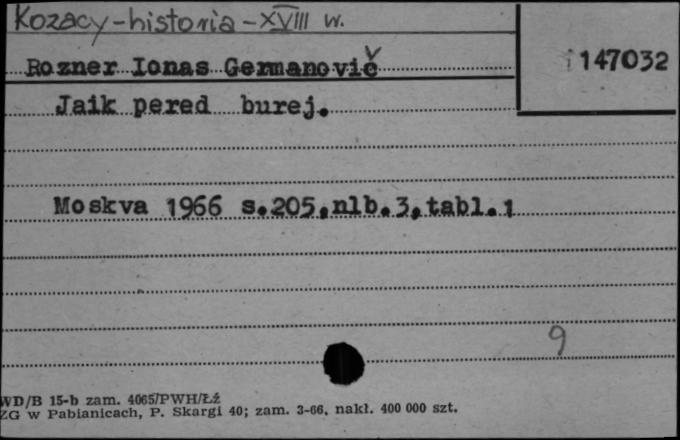 Kozacy-historia-XVIII w.
Rozner Ionas Germanovič
i 147032
Jaik pered burej.
Moskva 1966 s.205,nlb.3,tabl.1
9
WD/B 15-b zam. 4065/PWH/Łź
ZG w Pabianicach, P. Skargi 40; zam. 3-66. nakł. 400 000 szt.